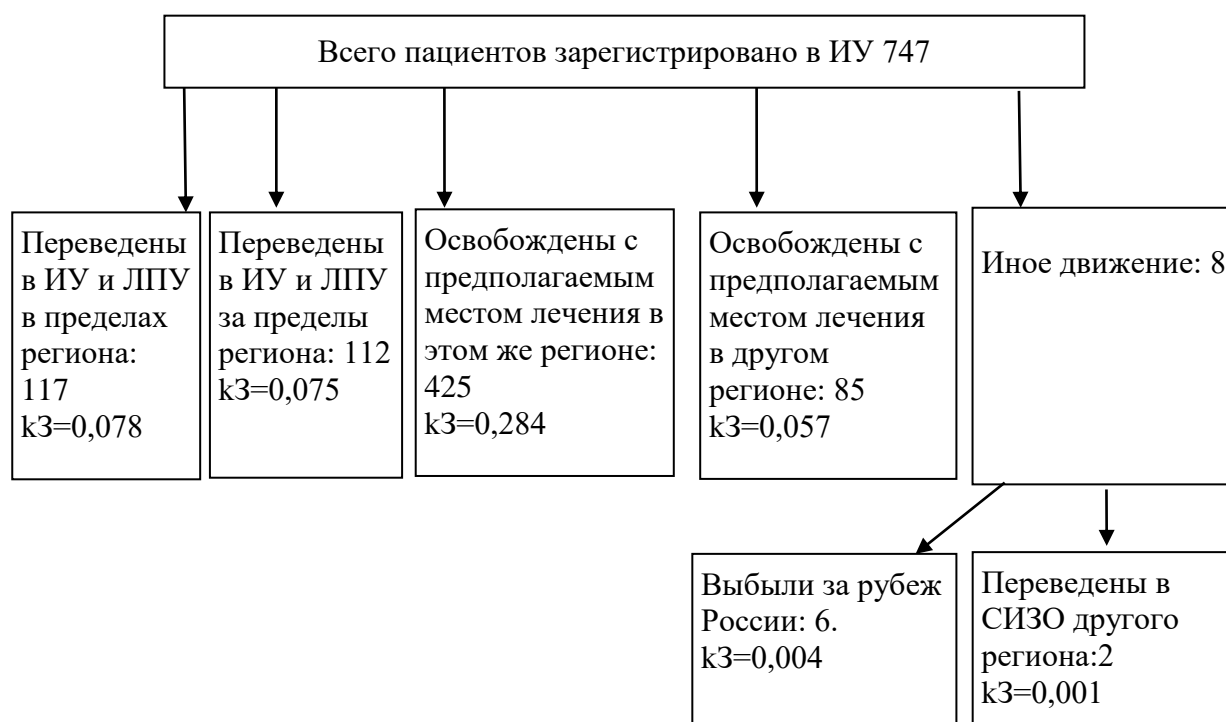 Всего пациентов зарегистрировано в ИУ 747
Переведены
в ИУ и ЛПУ
в пределах
региона:
117
kЗ=0,078
Переведены
в ИУ и ЛПУ
за пределы
региона: 112
kЗ=0,075
Освобождены с
предполагаемым
местом лечения в
этом же регионе:
425
kЗ=0,284
Освобождены с
предполагаемым
местом лечения
в другом
регионе: 85
kЗ=0,057
Иное движение: 8
Выбыли за рубеж
России: 6.
kЗ=0,004
Переведены в
СИЗО другого
региона:2
kЗ=0,001